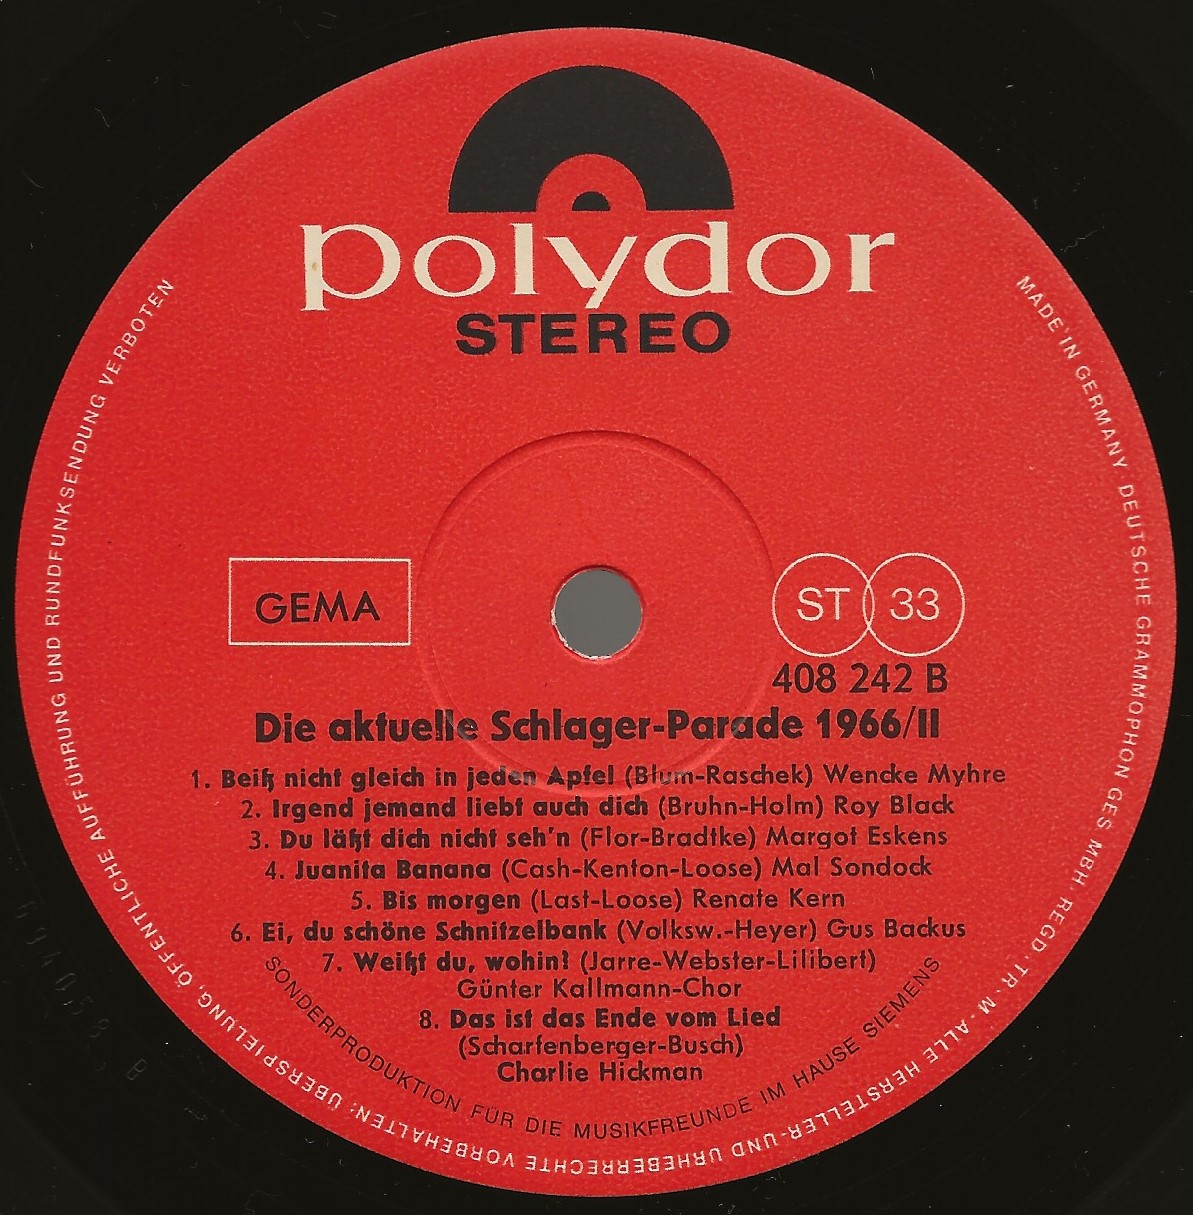 polydor
STEREO
GEMA
ST 33
408 242 B
Die aktuelle Schlager-Parade 1966/II
1. Beiß nicht gleich in jeden Apfel (Blum-Raschek) Wencke Myhre
2. Irgend jemand liebt auch dich (Bruhn-Holm) Roy Black
3. Du läßt dich nicht seh'n (Flor-Bradtke) Margot Eskens
4. Juanita Banana (Cash-Kenton-Loose) Mal Sondock
5. Bis morgen (Last-Loose) Renate Kern
6. Ei, du schöne Schnitzelbank (Volksw.-Heyer) Gus Backus
7. Weißt du, wohin? (Jarre-Webster-Lilibert)
Günter Kallmann-Chor
8. Das ist das Ende vom Lied
(Scharfenberger-Busch)
Charlie Hickman
SONDERPRODUKTION FÜR DIE MUSIKFREUNDE IM HAUSE SIEMENS
MADE IN GERMANY · DEUTSCHE GRAMMOPHON GES MBH · REGD · TR · M · ALLE HERSTELLER- UND URHEBERRECHTE VORBEHALTEN: ÜBERSPIELUNG, ÖFFENTLICHE AUFFÜHRUNG UND RUNDFUNKSENDUNG VERBOTEN